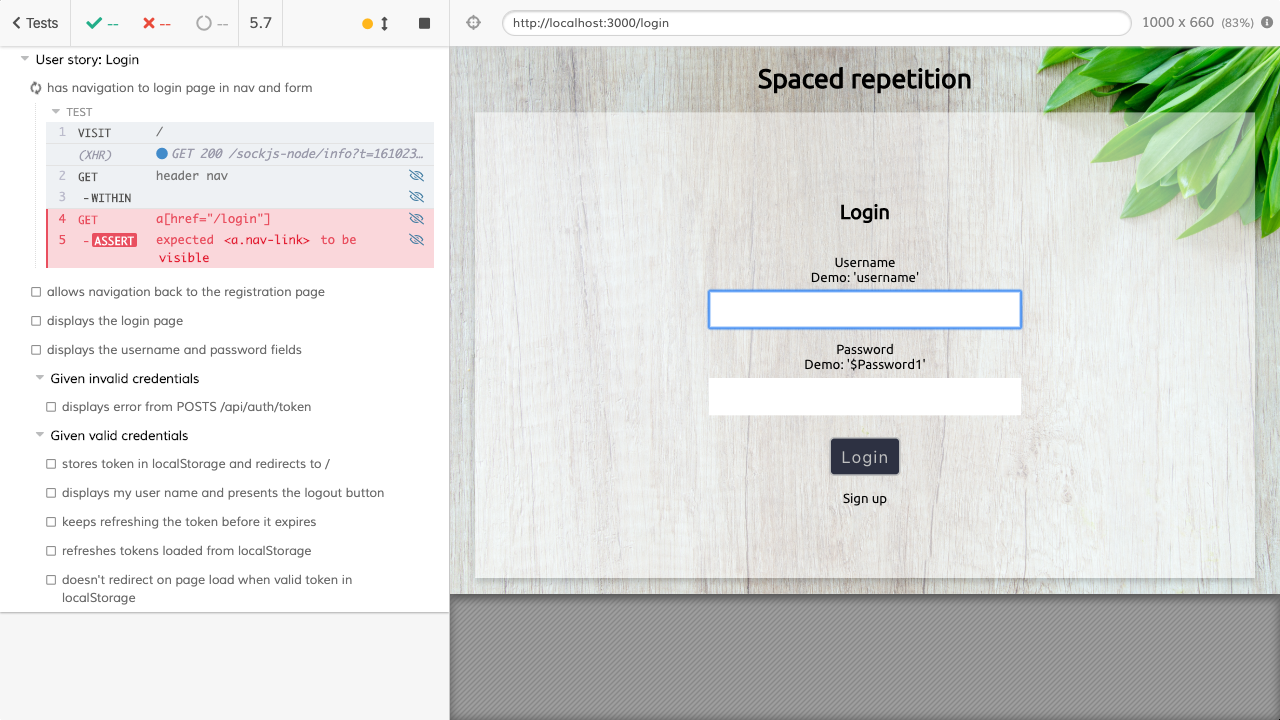 Tests
--
--
--
5.7
http://localhost:3000/login
1000 x 660 (83%)
User story: Login
has navigation to login page in nav and form
TEST
1 VISIT /
(XHR) GET 200 /sockjs-node/info?t=161023…
2 GET header nav
3 -WITHIN
4 GET a[href="/login"]
5 -ASSERT expected <a.nav-link> to be
visible
allows navigation back to the registration page
displays the login page
displays the username and password fields
Given invalid credentials
displays error from POSTS /api/auth/token
Given valid credentials
stores token in localStorage and redirects to /
displays my user name and presents the logout button
keeps refreshing the token before it expires
refreshes tokens loaded from localStorage
doesn't redirect on page load when valid token in
localStorage
Spaced repetition
Login
Username
Demo: 'username'
Password
Demo: '$Password1'
Login
Sign up